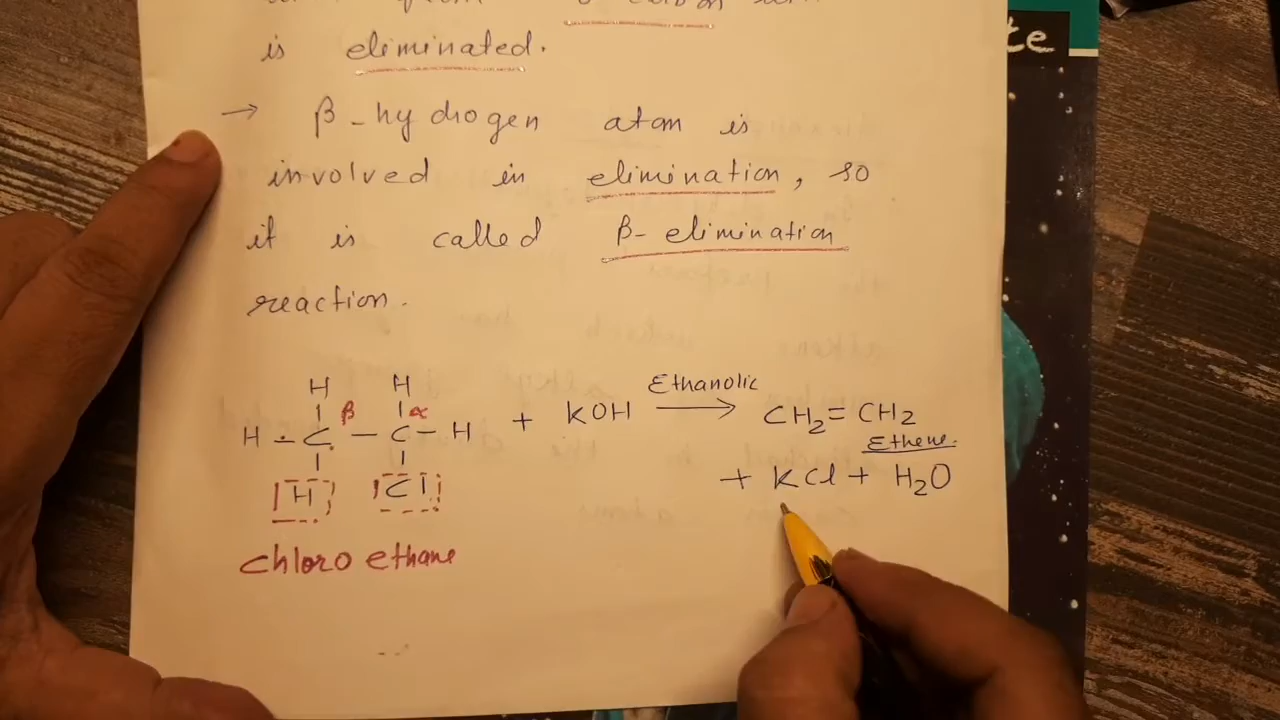 is eliminated.
→ β-hydrogen atom is
involved in elimination, so
it is called β-elimination
reaction.
H H
β α
H - C - C - H + KOH Ethanolic → CH2 = CH2
Ethene.
H Cl + KCl + H2O
chloro ethane
te